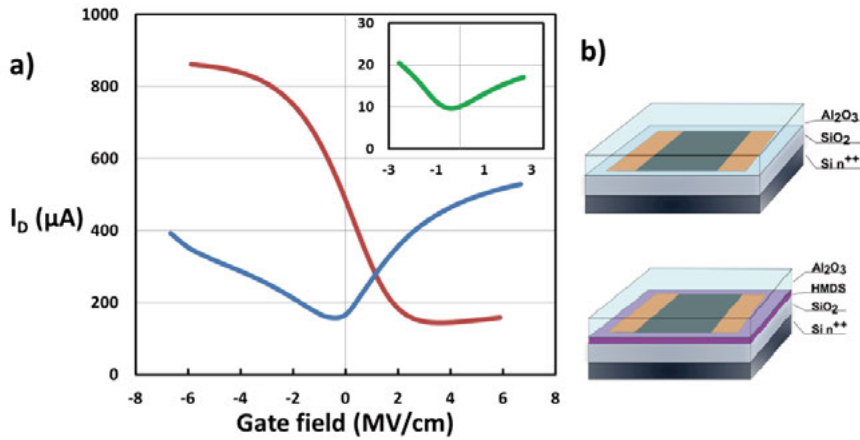 a)
1000
800
600
400
200
0
-8
-6
-4
-2
0
2
4
6
8
I_D (µA)
Gate field (MV/cm)
30
20
10
0
-3
-1
1
3
b)
Al₂O₃
SiO₂
Si n⁺⁺
Al₂O₃
HMDS
SiO₂
Si n⁺⁺